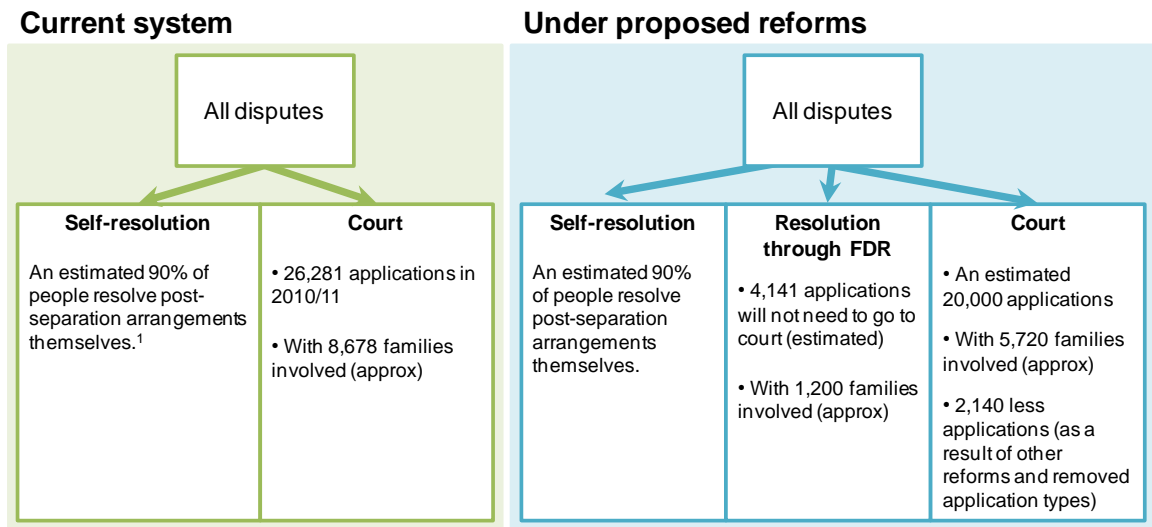 Current system
All disputes
Self-resolution
An estimated 90% of
people resolve post-
separation arrangements
themselves.1
Court
• 26,281 applications in
2010/11
• With 8,678 families
involved (approx)
Under proposed reforms
All disputes
Self-resolution
An estimated 90%
of people resolve
post-separation
arrangements
themselves.
Resolution
through FDR
• 4,141 applications
will not need to go to
court (estimated)
• With 1,200 families
involved (approx)
Court
• An estimated
20,000 applications
• With 5,720 families
involved (approx)
• 2,140 less
applications (as a
result of other
reforms and removed
application types)